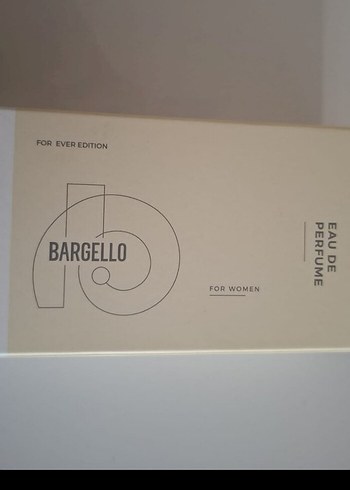 FOR EVER EDITION
BARGELLO
FOR WOMEN
EAU DE
PERFUME